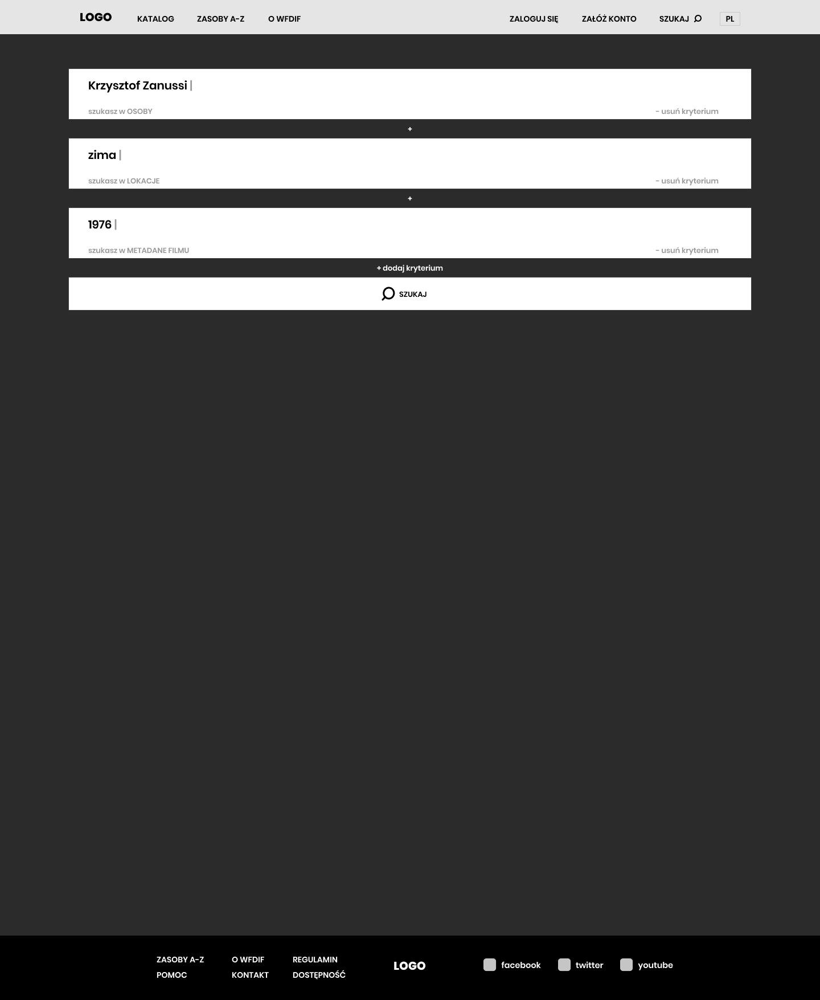 LOGO KATALOG ZASOBY A-Z O WFDIF ZALOGUJ SIĘ ZAŁÓŻ KONTO SZUKAJ PL
Krzysztof Zanussi |
szukasz w OSOBY - usuń kryterium
+
zima |
szukasz w LOKACJE - usuń kryterium
+
1976 |
szukasz w METADANE FILMU - usuń kryterium
+ dodaj kryterium
SZUKAJ
ZASOBY A-Z O WFDIF REGULAMIN
POMOC KONTAKT DOSTĘPNOŚĆ
LOGO
facebook twitter youtube